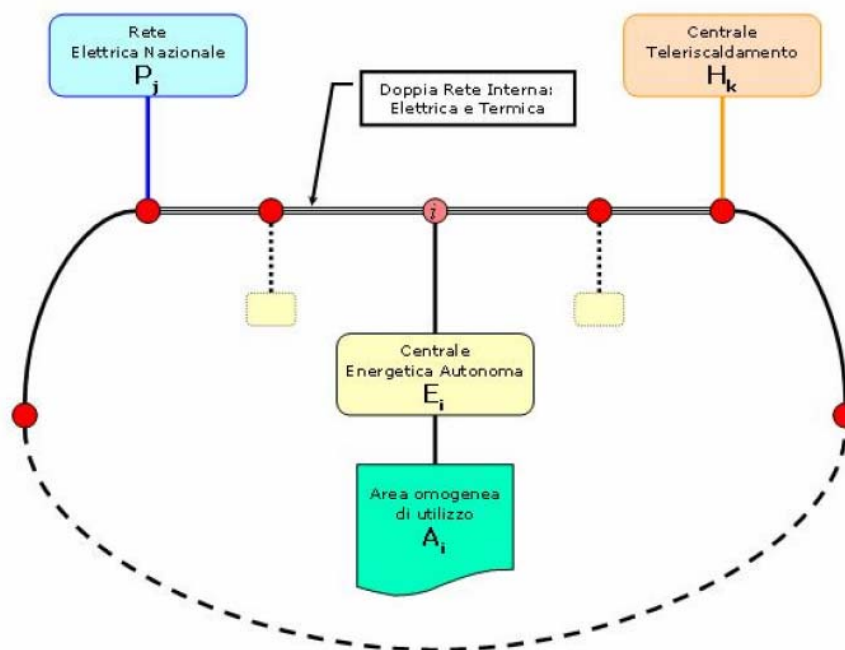 Rete
Elettrica Nazionale
Pj
Centrale
Teleriscaldamento
Hk
Doppia Rete Interna:
Elettrica e Termica
i
Centrale
Energetica Autonoma
Ei
Area omogenea
di utilizzo
Ai